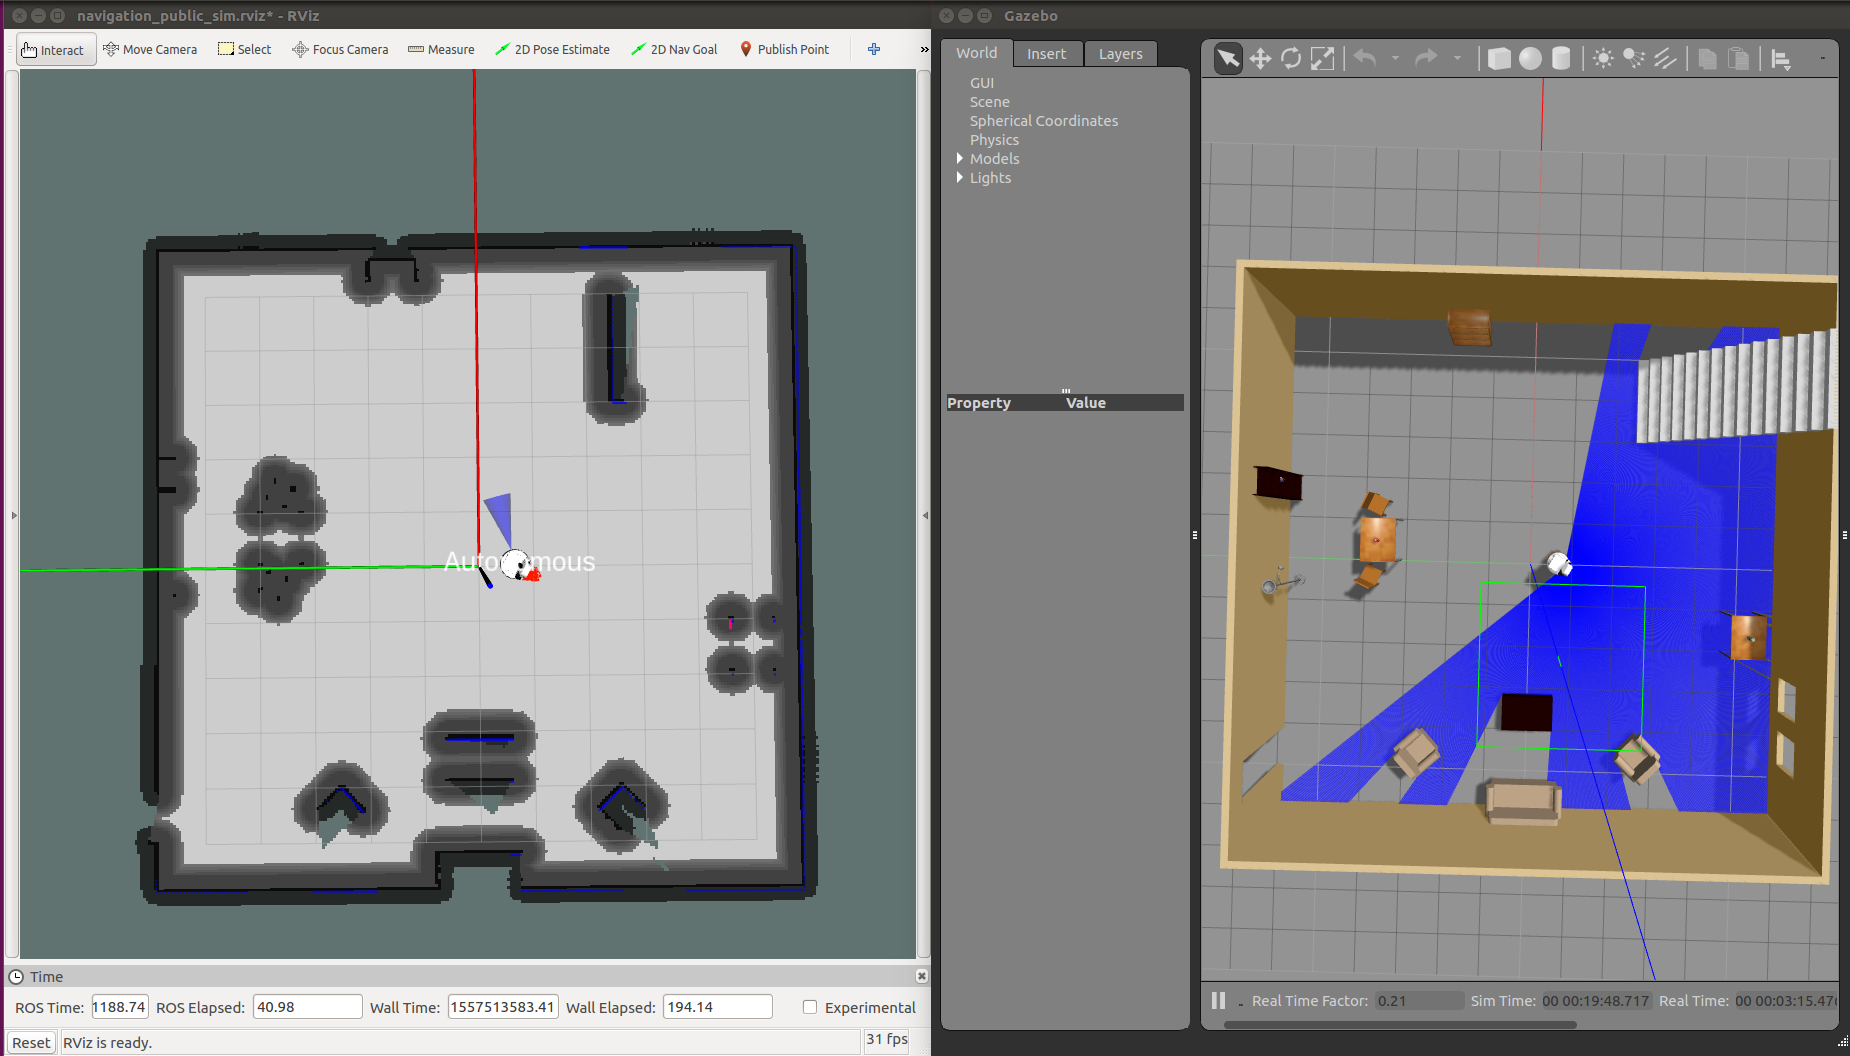 navigation_public_sim.rviz* - RViz
Interact Move Camera Select Focus Camera Measure 2D Pose Estimate 2D Nav Goal Publish Point »
Autonomous
Time
ROS Time: 1188.74 ROS Elapsed: 40.98 Wall Time: 1557513583.41 Wall Elapsed: 194.14 Experimental
Reset RViz is ready. 31 fps
Gazebo
World Insert Layers
GUI
Scene
Spherical Coordinates
Physics
Models
Lights
Property Value
Real Time Factor: 0.21 Sim Time: 00 00:19:48.717 Real Time: 00 00:03:15.47